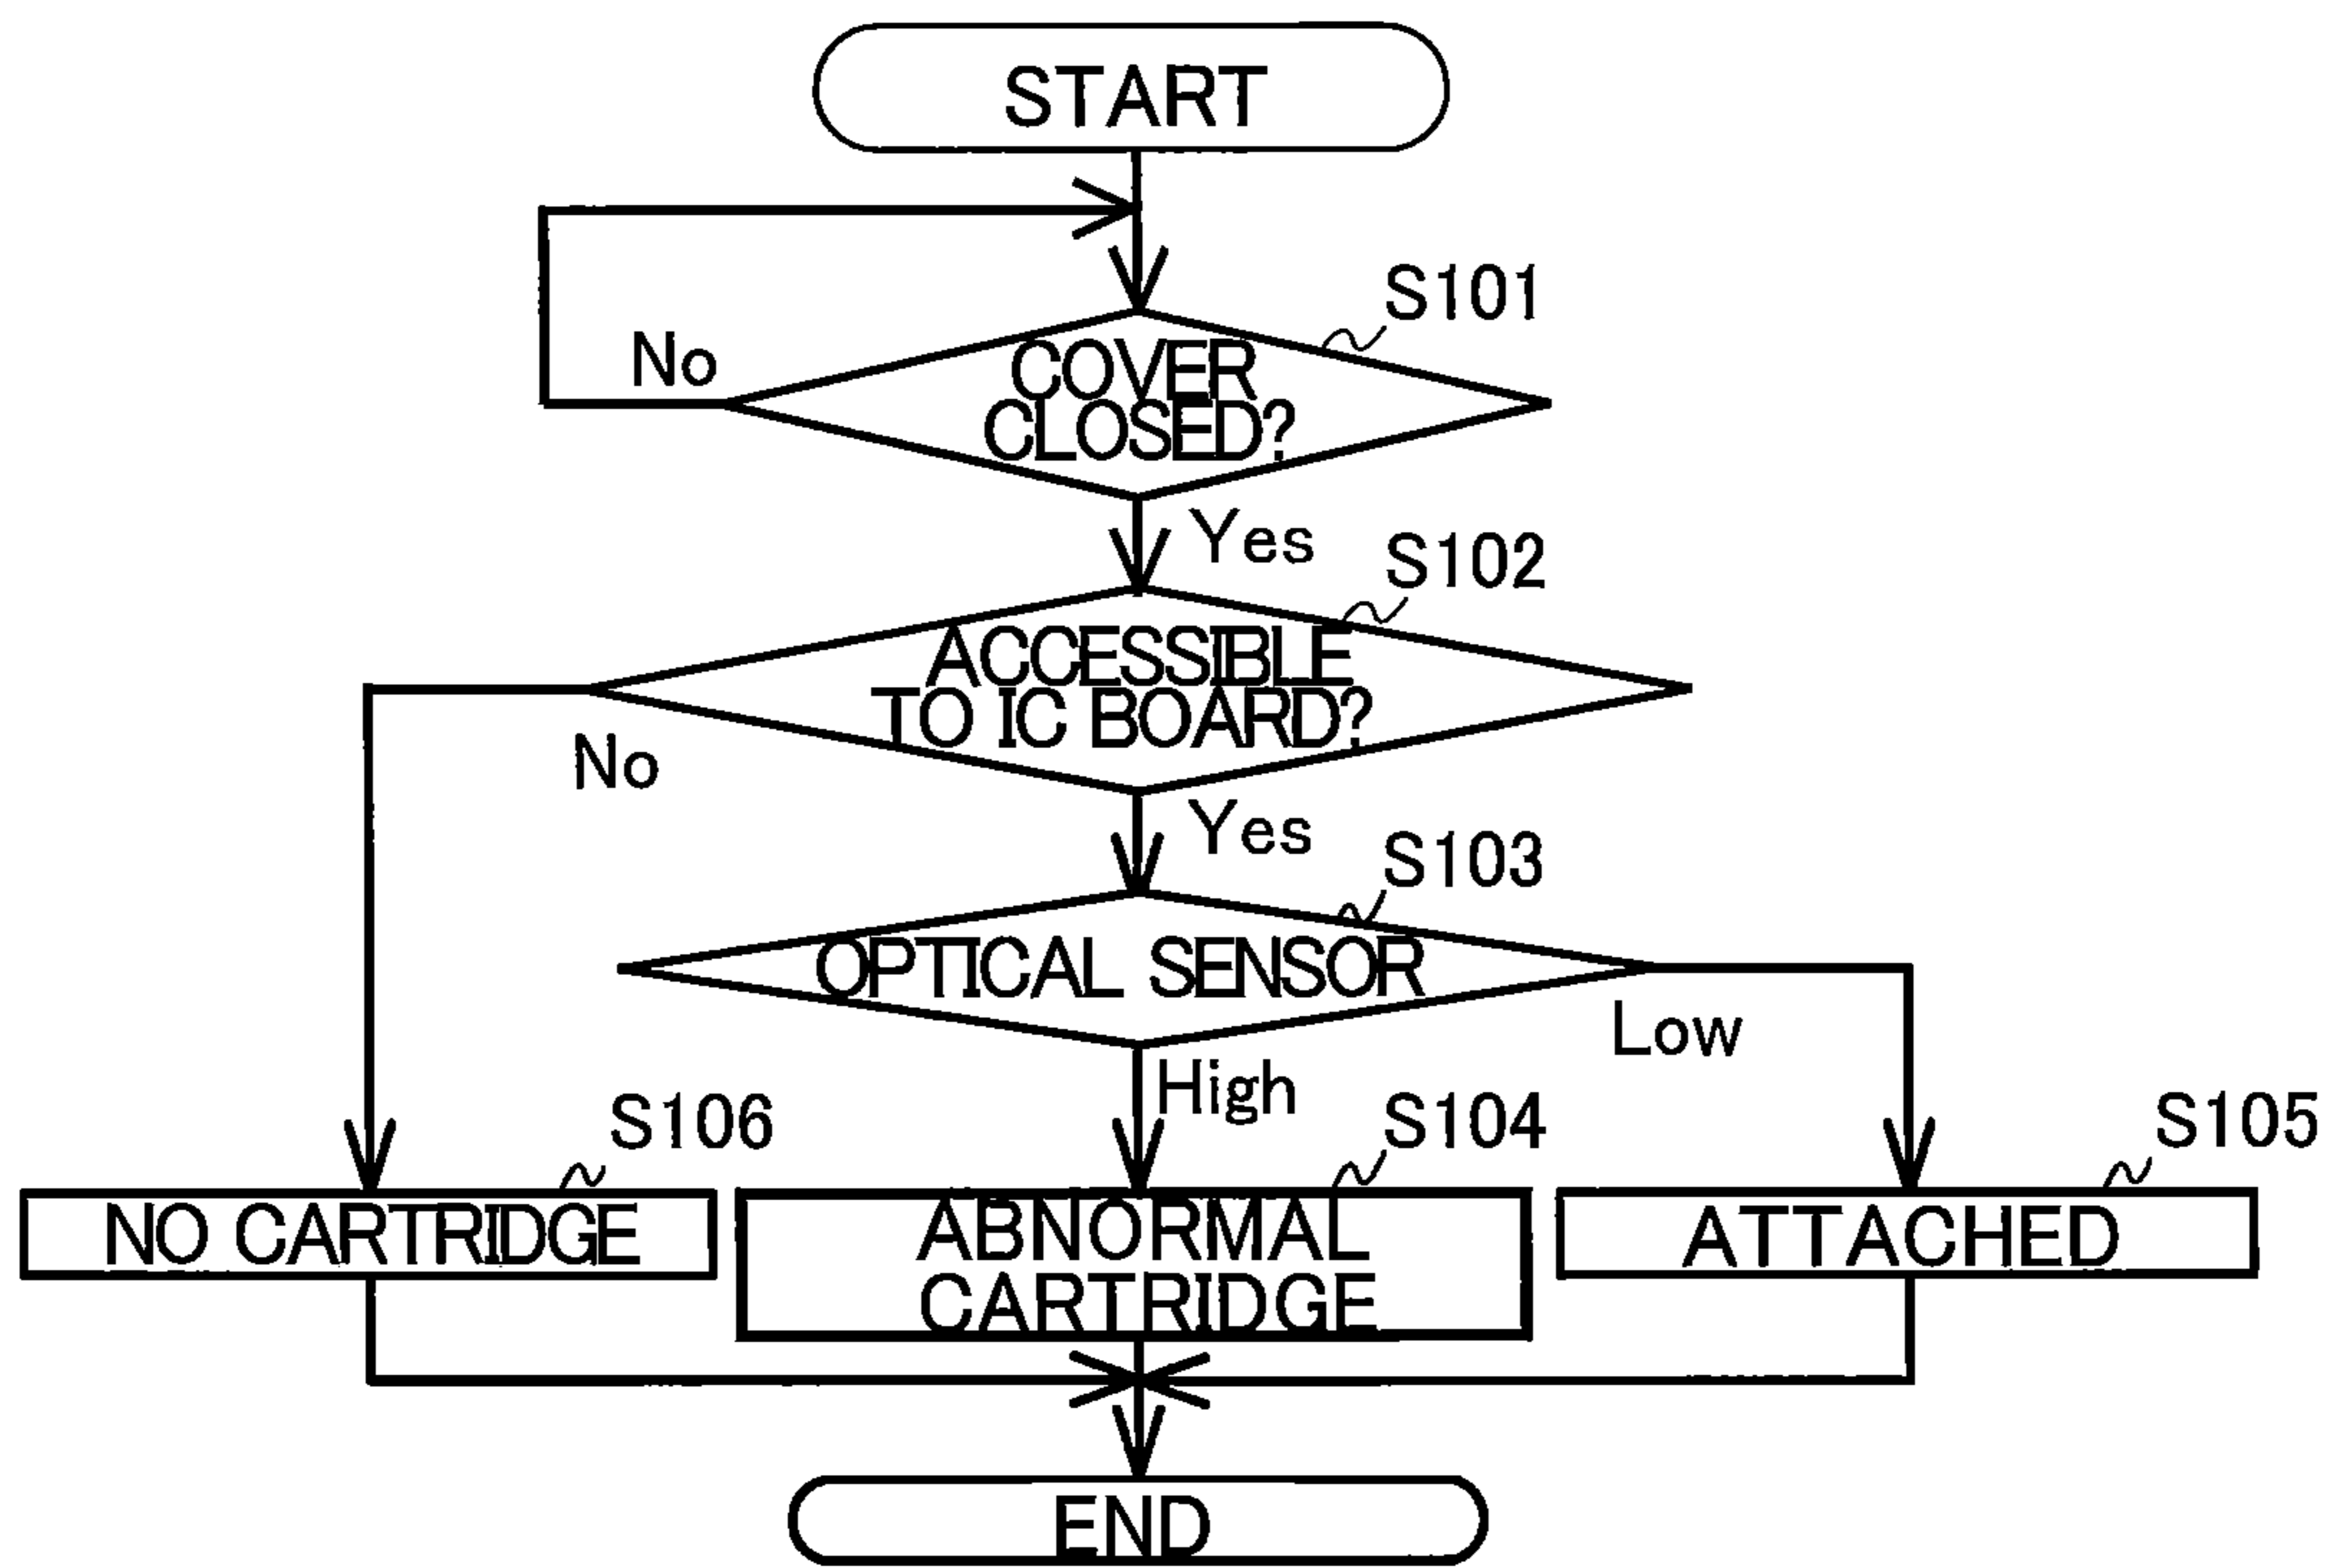 START
S101
No
COVER
CLOSED?
Yes
S102
ACCESSIBLE
TO IC BOARD?
No
Yes
S103
OPTICAL SENSOR
Low
High
S106
S104
S105
NO CARTRIDGE
ABNORMAL
CARTRIDGE
ATTACHED
END